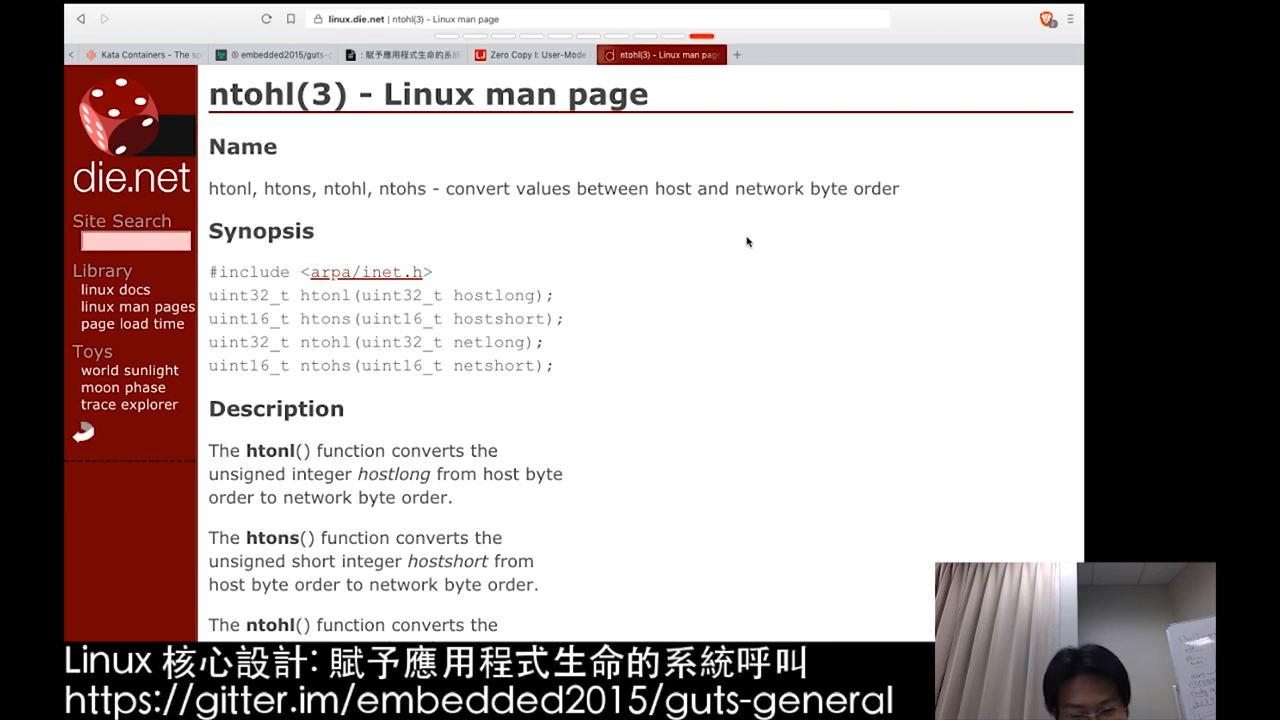 linux.die.net | ntohl(3) - Linux man page
Kata Containers - The sp
embedded2015/guts-
: 賦予應用程式生命的系統
Zero Copy I: User-Mode
ntohl(3) - Linux man page
die.net
Site Search
Library
linux docs
linux man pages
page load time
Toys
world sunlight
moon phase
trace explorer
ntohl(3) - Linux man page
Name
htonl, htons, ntohl, ntohs - convert values between host and network byte order
Synopsis
#include <arpa/inet.h>
uint32_t htonl(uint32_t hostlong);
uint16_t htons(uint16_t hostshort);
uint32_t ntohl(uint32_t netlong);
uint16_t ntohs(uint16_t netshort);
Description
The htonl() function converts the
unsigned integer hostlong from host byte
order to network byte order.
The htons() function converts the
unsigned short integer hostshort from
host byte order to network byte order.
The ntohl() function converts the
Linux 核心設計: 賦予應用程式生命的系統呼叫
https://gitter.im/embedded2015/guts-general